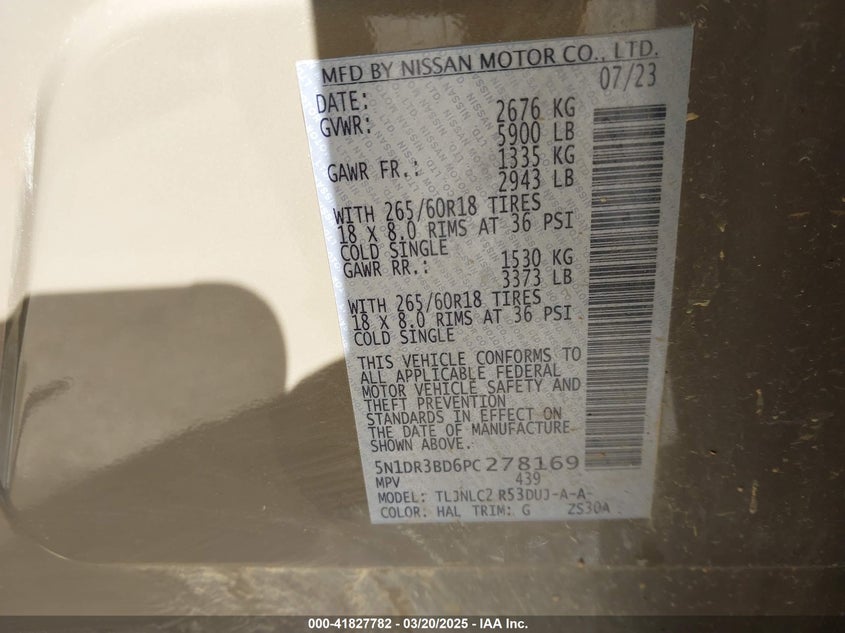 MFD BY NISSAN MOTOR CO., LTD.
DATE: 07/23
GVWR: 2676 KG
5900 LB
GAWR FR.: 1335 KG
2943 LB
WITH 265/60R18 TIRES
18 X 8.0 RIMS AT 36 PSI
COLD SINGLE
GAWR RR.: 1530 KG
3373 LB
WITH 265/60R18 TIRES
18 X 8.0 RIMS AT 36 PSI
COLD SINGLE
THIS VEHICLE CONFORMS TO
ALL APPLICABLE FEDERAL
MOTOR VEHICLE SAFETY AND
THEFT PREVENTION
STANDARDS IN EFFECT ON
THE DATE OF MANUFACTURE
SHOWN ABOVE.
5N1DR3BD6PC278169
MPV 439
MODEL: TLJNLC2 R53DUJ-A-A-
COLOR: HAL TRIM: G ZS30A
000-41827782 - 03/20/2025 - IAA Inc.